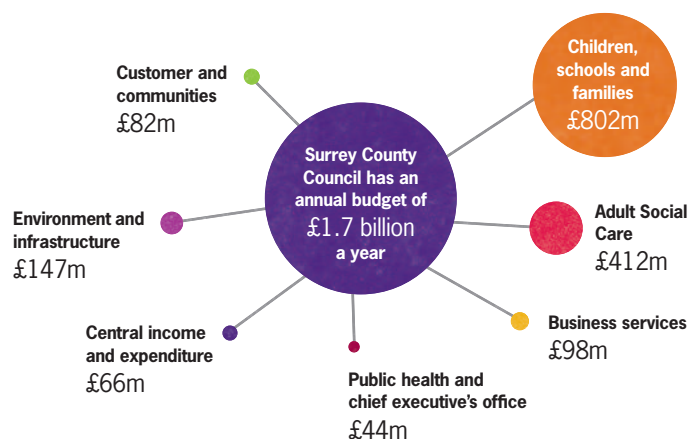 Customer and
communities
£82m
Children,
schools and
families
£802m
Surrey County
Council has an
annual budget of
£1.7 billion
a year
Environment and
infrastructure
£147m
Adult Social
Care
£412m
Central income
and expenditure
£66m
Business services
£98m
Public health and
chief executive's office
£44m